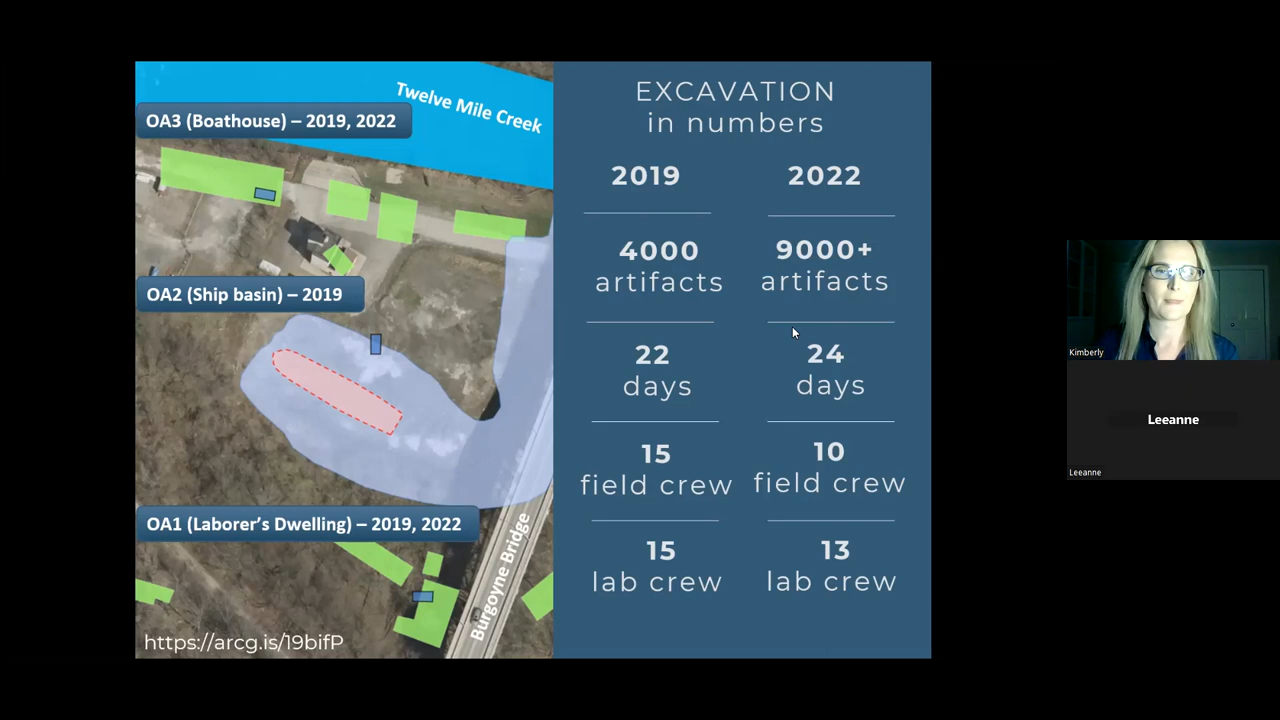 Twelve Mile Creek
OA3 (Boathouse) – 2019, 2022
OA2 (Ship basin) – 2019
OA1 (Laborer's Dwelling) – 2019, 2022
Burgoyne Bridge
https://arcg.is/19bifP
EXCAVATION
in numbers
2019
2022
4000
artifacts
9000+
artifacts
22
days
24
days
15
field crew
10
field crew
15
lab crew
13
lab crew
Kimberly
Leeanne
Leeanne